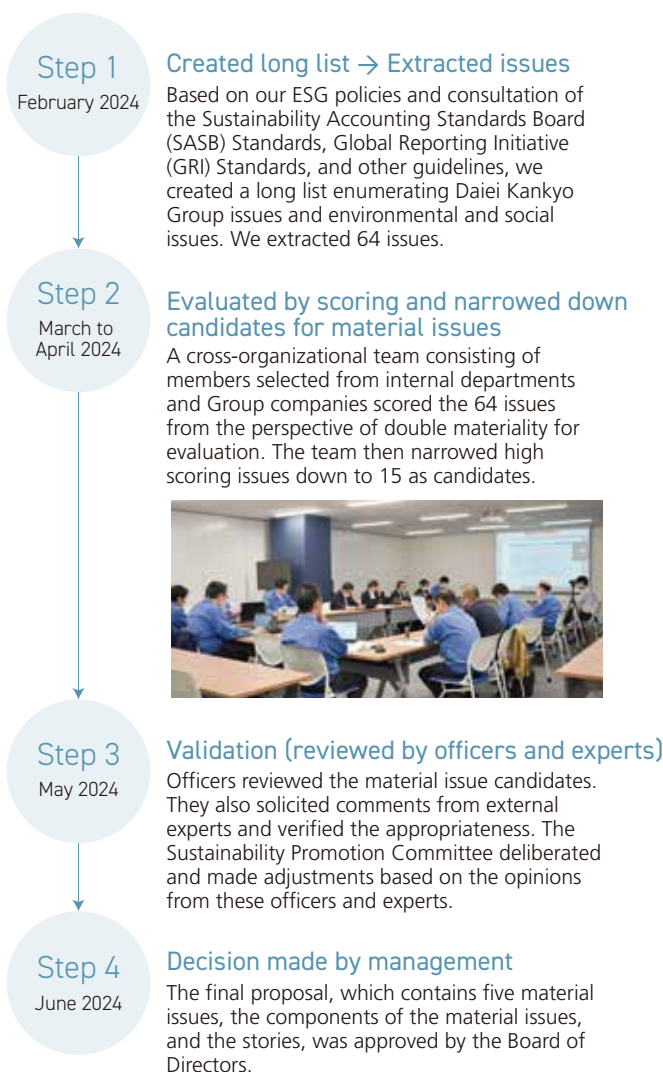 Step 1
February 2024
Created long list → Extracted issues
Based on our ESG policies and consultation of
the Sustainability Accounting Standards Board
(SASB) Standards, Global Reporting Initiative
(GRI) Standards, and other guidelines, we
created a long list enumerating Daiei Kankyo
Group issues and environmental and social
issues. We extracted 64 issues.
Step 2
March to
April 2024
Evaluated by scoring and narrowed down
candidates for material issues
A cross-organizational team consisting of
members selected from internal departments
and Group companies scored the 64 issues
from the perspective of double materiality for
evaluation. The team then narrowed high
scoring issues down to 15 as candidates.
Step 3
May 2024
Validation (reviewed by officers and experts)
Officers reviewed the material issue candidates.
They also solicited comments from external
experts and verified the appropriateness. The
Sustainability Promotion Committee deliberated
and made adjustments based on the opinions
from these officers and experts.
Step 4
June 2024
Decision made by management
The final proposal, which contains five material
issues, the components of the material issues,
and the stories, was approved by the Board of
Directors.